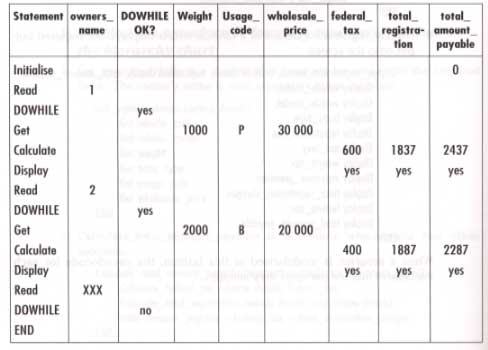 Statement owners_ DOWHILE Weight Usage_ wholesale_ federal_ total_ total_
name OK? code price tax registra- amount_
tion payable
Initialise 0
Read 1
DOWHILE yes
Get 1000 P 30 000
Calculate 600 1837 2437
Display yes yes yes
Read 2
DOWHILE yes
Get 2000 B 20 000
Calculate 400 1887 2287
Display yes yes yes
Read XXX
DOWHILE no
END